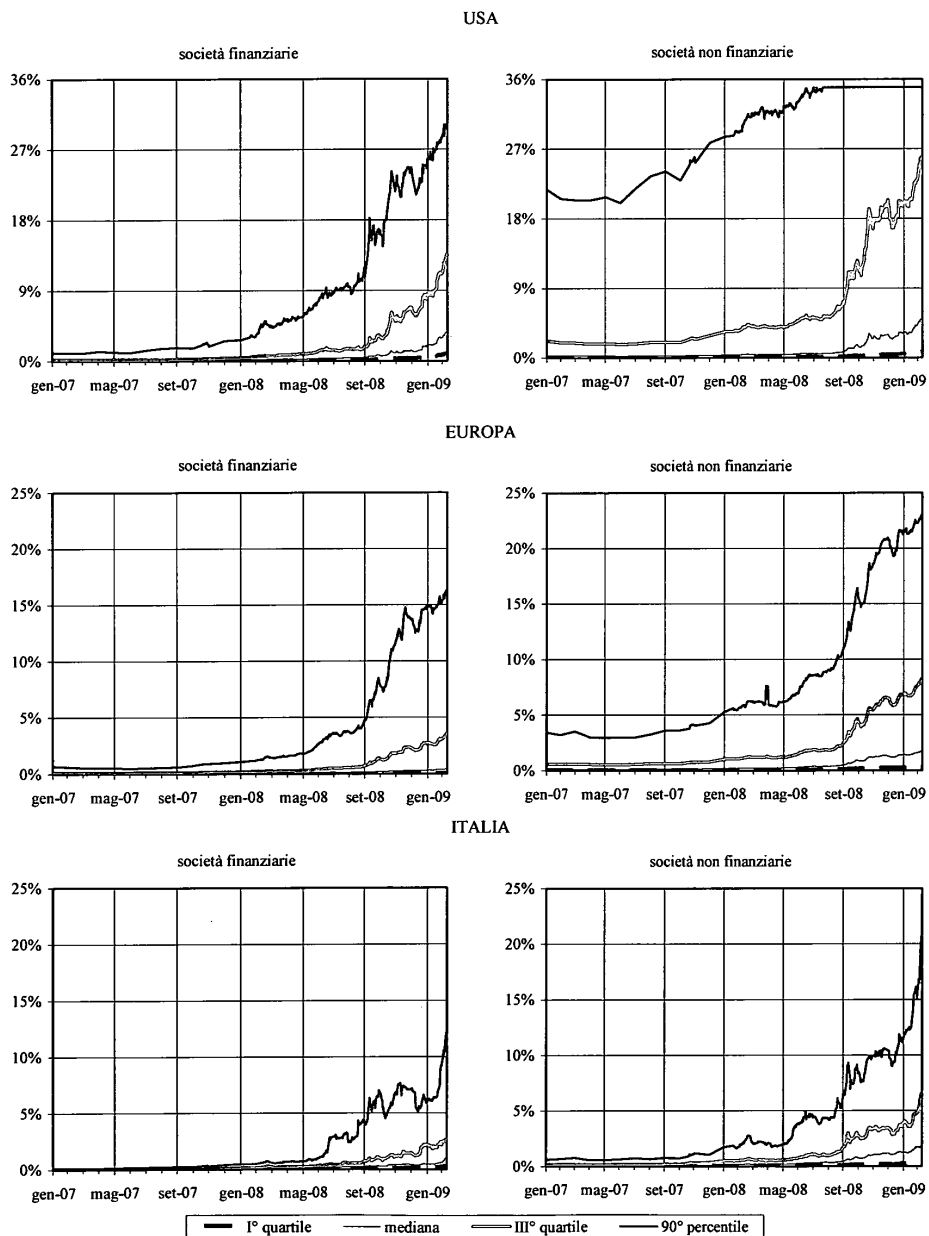 USA
società finanziarie
36%
27%
18%
9%
0%
gen-07 mag-07 set-07 gen-08 mag-08 set-08 gen-09
società non finanziarie
36%
27%
18%
9%
0%
gen-07 mag-07 set-07 gen-08 mag-08 set-08 gen-09
EUROPA
società finanziarie
25%
20%
15%
10%
5%
0%
gen-07 mag-07 set-07 gen-08 mag-08 set-08 gen-09
società non finanziarie
25%
20%
15%
10%
5%
0%
gen-07 mag-07 set-07 gen-08 mag-08 set-08 gen-09
ITALIA
società finanziarie
25%
20%
15%
10%
5%
0%
gen-07 mag-07 set-07 gen-08 mag-08 set-08 gen-09
società non finanziarie
25%
20%
15%
10%
5%
0%
gen-07 mag-07 set-07 gen-08 mag-08 set-08 gen-09
I° quartile mediana III° quartile 90° percentile